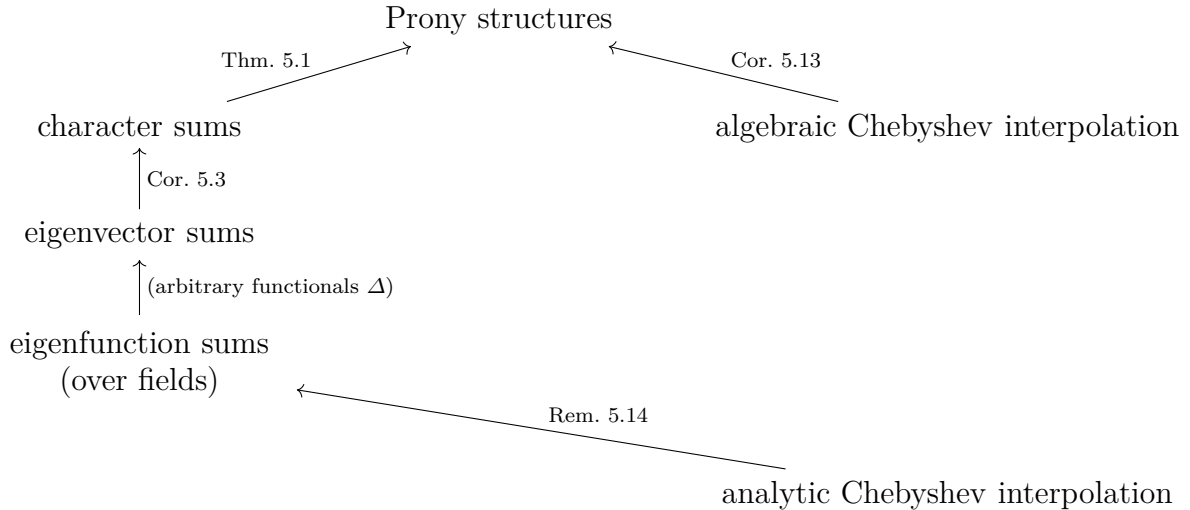 Prony structures
Thm. 5.1
Cor. 5.13
character sums
algebraic Chebyshev interpolation
Cor. 5.3
eigenvector sums
(arbitrary functionals Δ)
eigenfunction sums
(over fields)
Rem. 5.14
analytic Chebyshev interpolation